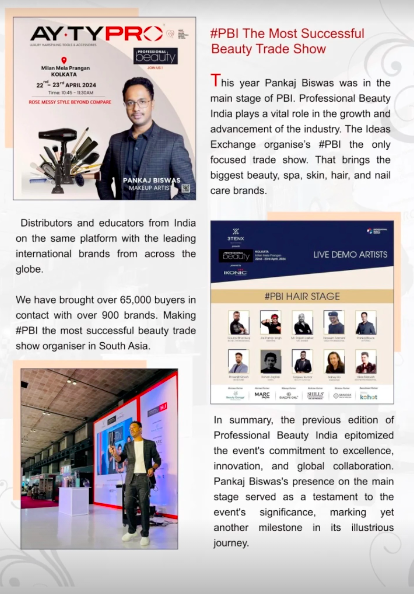 AY·TYPRO
LUXURY SALON/HOME TOOLS & ACCESSORIES
PROFESSIONAL
beauty
Milan Mela Prangan
KOLKATA
22nd - 23rd APRIL 2024
Time: 10:45 - 11:30AM
ROSE MESSY STYLE BEYOND COMPARE
PANKAJ BISWAS
MAKEUP ARTIST
#PBI The Most Successful
Beauty Trade Show
This year Pankaj Biswas was in the
main stage of PBI. Professional Beauty
India plays a vital role in the growth and
advancement of the industry. The Ideas
Exchange organise's #PBI the only
focused trade show. That brings the
biggest beauty, spa, skin, hair, and nail
care brands.
Distributors and educators from India
on the same platform with the leading
international brands from across the
globe.
We have brought over 65,000 buyers in
contact with over 900 brands. Making
#PBI the most successful beauty trade
show organiser in South Asia.
beauty
KOLKATA
IKONIC
LIVE DEMO ARTISTS
#PBI HAIR STAGE
MARC
SKILLS
kelhot
In summary, the previous edition of
Professional Beauty India epitomized
the event's commitment to excellence,
innovation, and global collaboration.
Pankaj Biswas's presence on the main
stage served as a testament to the
event's significance, marking yet
another milestone in its illustrious
journey.